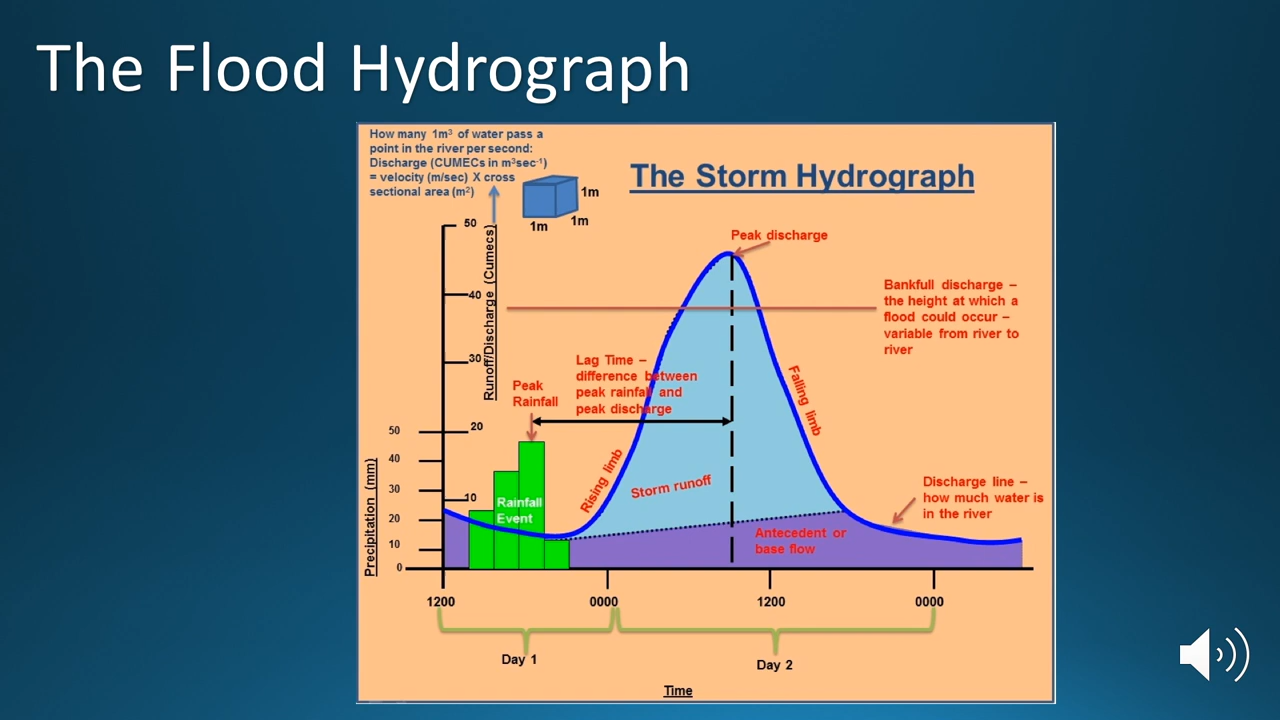 The Flood Hydrograph
How many 1m³ of water pass a
point in the river per second:
Discharge (CUMECs in m³sec⁻¹)
= velocity (m/sec) X cross
sectional area (m²)
1m
1m
1m
The Storm Hydrograph
Peak discharge
Bankfull discharge –
the height at which a
flood could occur –
variable from river to
river
Runoff/Discharge (Cumecs)
50
40
30
20
10
Lag Time –
difference between
peak rainfall and
peak discharge
Peak
Rainfall
Falling limb
Rising limb
Storm runoff
Discharge line –
how much water is
in the river
Rainfall
Event
Antecedent or
base flow
Precipitation (mm)
50
40
30
20
10
0
1200
0000
1200
0000
Day 1
Day 2
Time